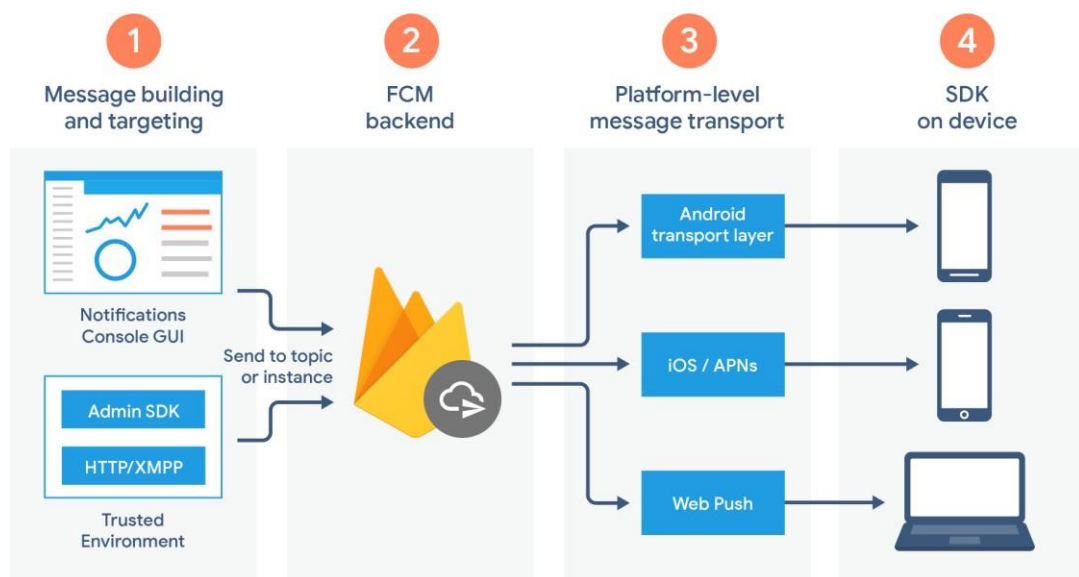 1
2
3
4
Message building
and targeting
FCM
backend
Platform-level
message transport
SDK
on device
Notifications
Console GUI
Send to topic
or instance
Admin SDK
HTTP/XMPP
Trusted
Environment
Android
transport layer
iOS / APNs
Web Push